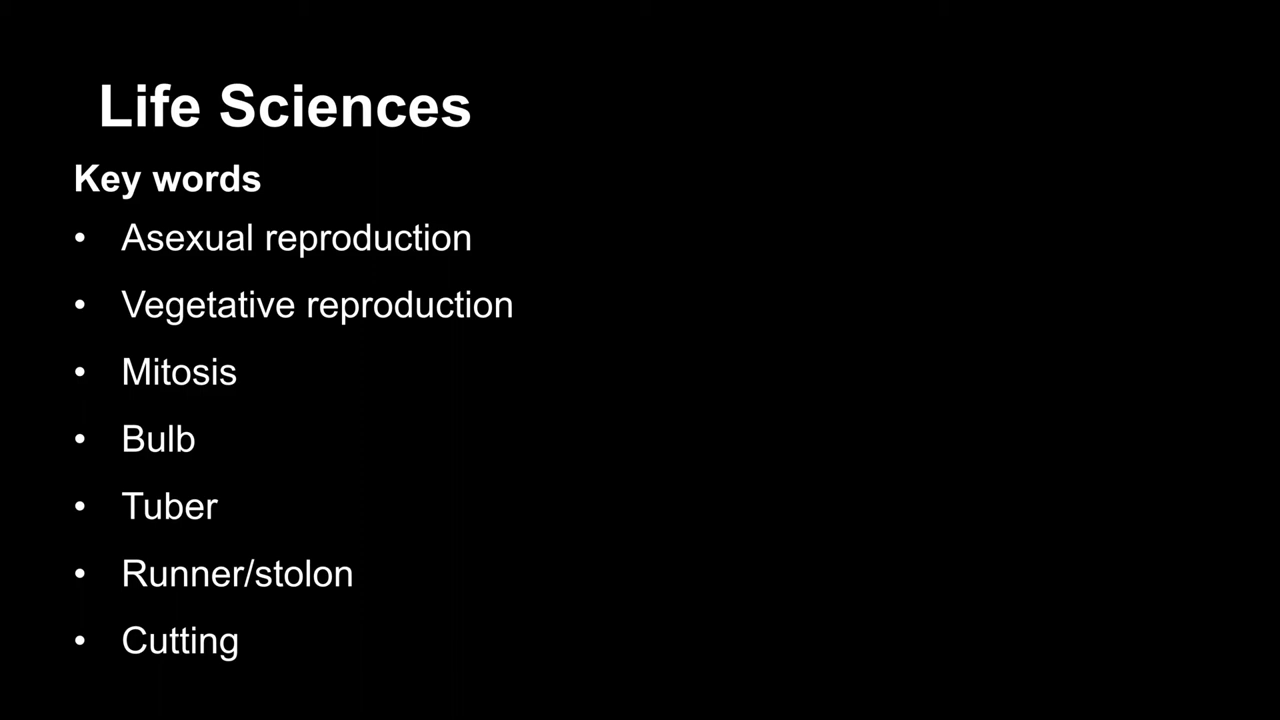 Life Sciences
Key words
• Asexual reproduction
• Vegetative reproduction
• Mitosis
• Bulb
• Tuber
• Runner/stolon
• Cutting